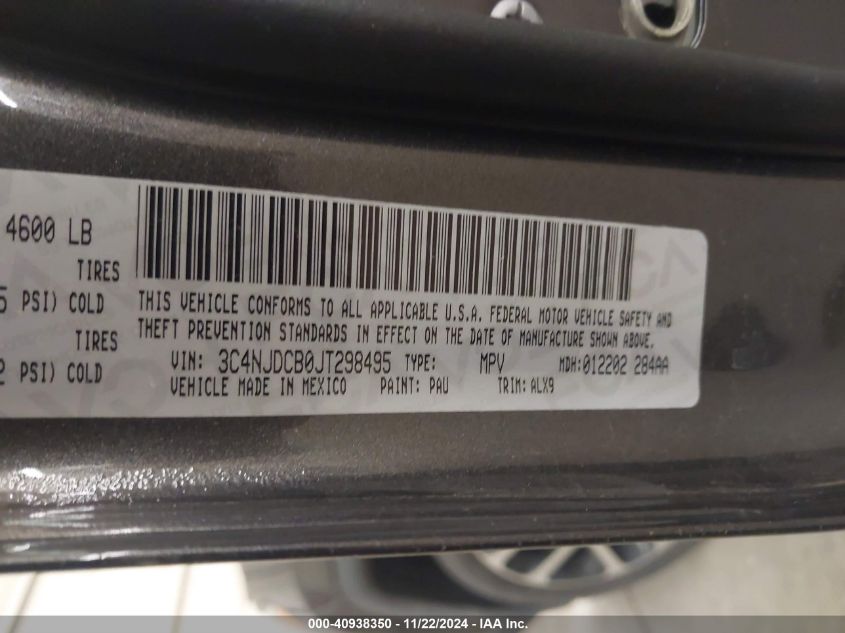 4600 LB
TIRES
5 PSI) COLD
TIRES
2 PSI) COLD
THIS VEHICLE CONFORMS TO ALL APPLICABLE U.S.A. FEDERAL MOTOR VEHICLE SAFETY AND
THEFT PREVENTION STANDARDS IN EFFECT ON THE DATE OF MANUFACTURE SHOWN ABOVE.
VIN: 3C4NJDCB0JT298495 TYPE: MPV MDH:012202 284AA
VEHICLE MADE IN MEXICO PAINT: PAU TRIM: ALX9
000-40938350 - 11/22/2024 - IAA Inc.